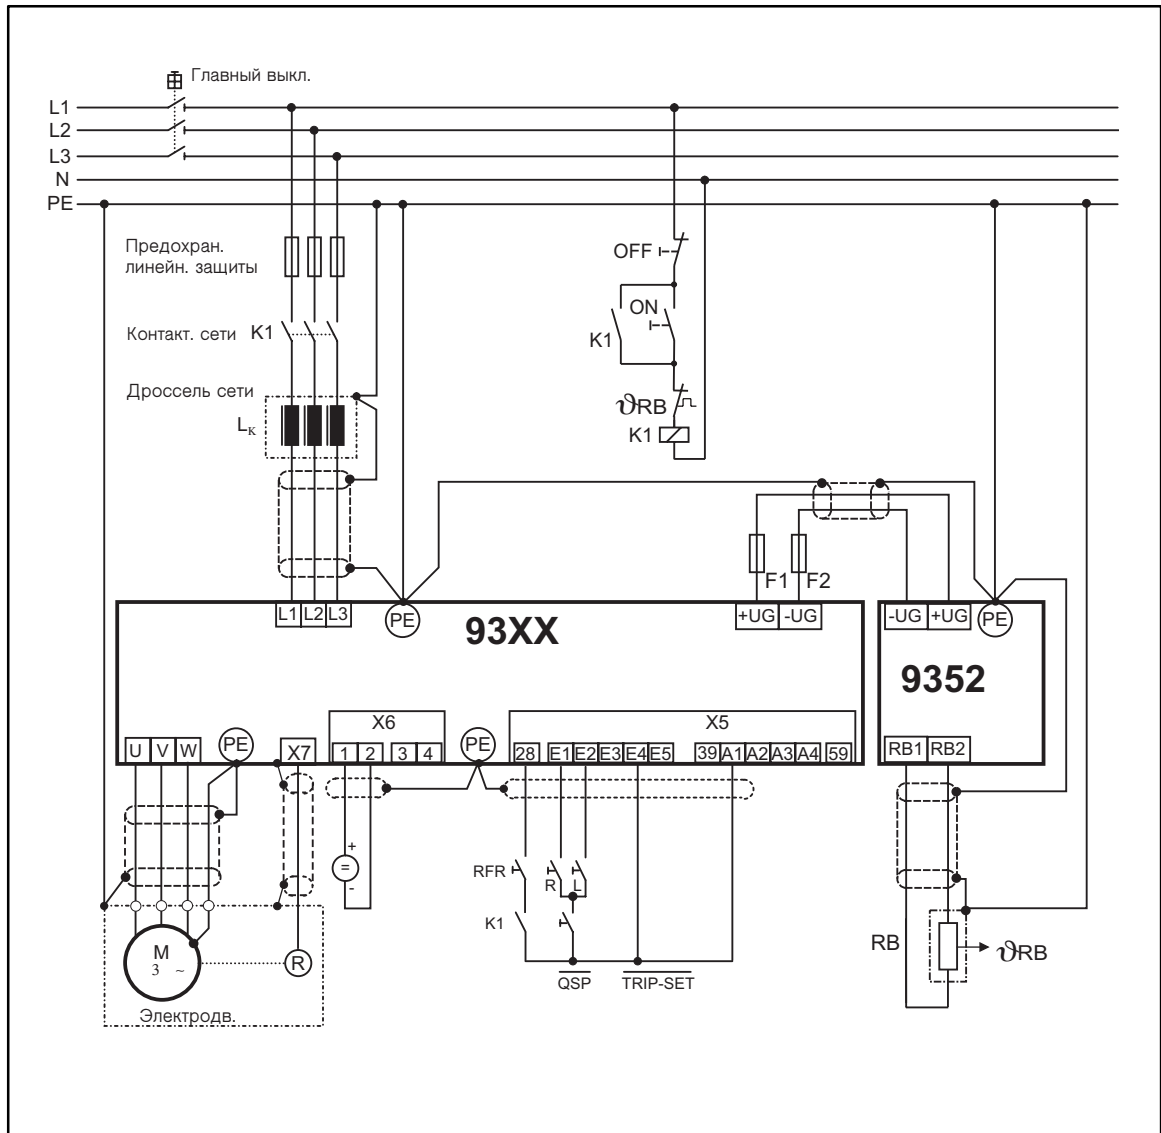 Главный выкл.
L1
L2
L3
N
PE
Предохран.
линейн. защиты
OFF
ON
Контакт. сети K1
K1
Дроссель сети
ϑRB
Lк
K1
F1 F2
L1 L2 L3 PE
+UG -UG
-UG +UG PE
93XX
9352
X6
X5
U V W PE X7
1 2 3 4 PE
28 E1 E2 E3 E4 E5 39 A1 A2 A3 A4 59
RB1 RB2
+
=
-
RFR R L
K1
M
3 ~
R
RB ϑRB
QSP TRIP-SET
Электродв.